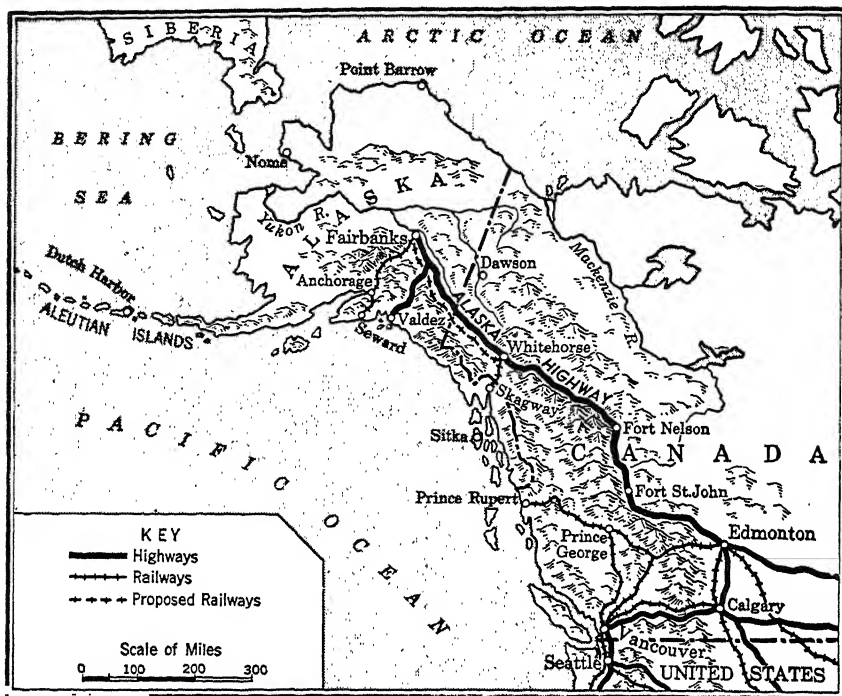 SIBERIA
ARCTIC OCEAN
Point Barrow
BERING
SEA
Nome
ALASKA
Yukon R.
Fairbanks
Mackenzie R.
Dawson
Dutch Harbor
Anchorage
ALEUTIAN ISLANDS
Seward
Valdez
ALASKA HIGHWAY
Whitehorse
Skagway
PACIFIC OCEAN
Sitka
Fort Nelson
CANADA
Fort St. John
Prince Rupert
Prince
George
Edmonton
KEY
Highways
Railways
Proposed Railways
Calgary
Scale of Miles
0 100 200 300
Vancouver
Seattle
UNITED STATES